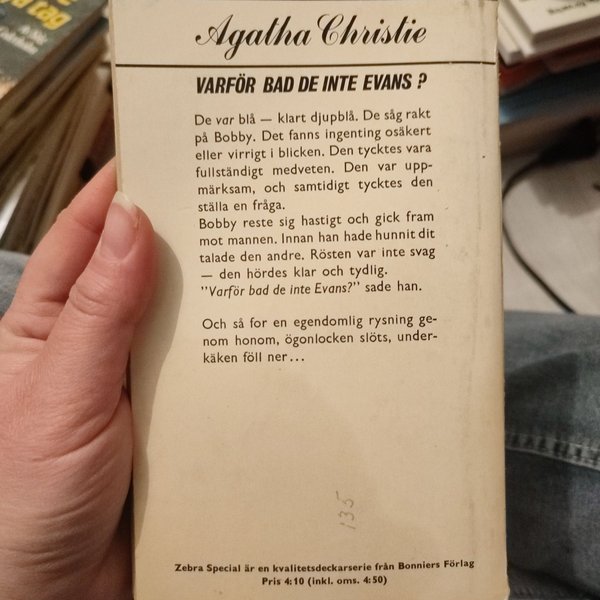 Agatha Christie
VARFÖR BAD DE INTE EVANS ?
De var blå — klart djupblå. De såg rakt
på Bobby. Det fanns ingenting osäkert
eller virrigt i blicken. Den tycktes vara
fullständigt medveten. Den var upp-
märksam, och samtidigt tycktes den
ställa en fråga.
Bobby reste sig hastigt och gick fram
mot mannen. Innan han hade hunnit dit
talade den andre. Rösten var inte svag
— den hördes klar och tydlig.
"Varför bad de inte Evans?" sade han.
Och så for en egendomlig rysning ge-
nom honom, ögonlocken slöts, under-
käken föll ner...
135
Zebra Special är en kvalitetsdeckarserie från Bonniers Förlag
Pris 4:10 (inkl. oms. 4:50)